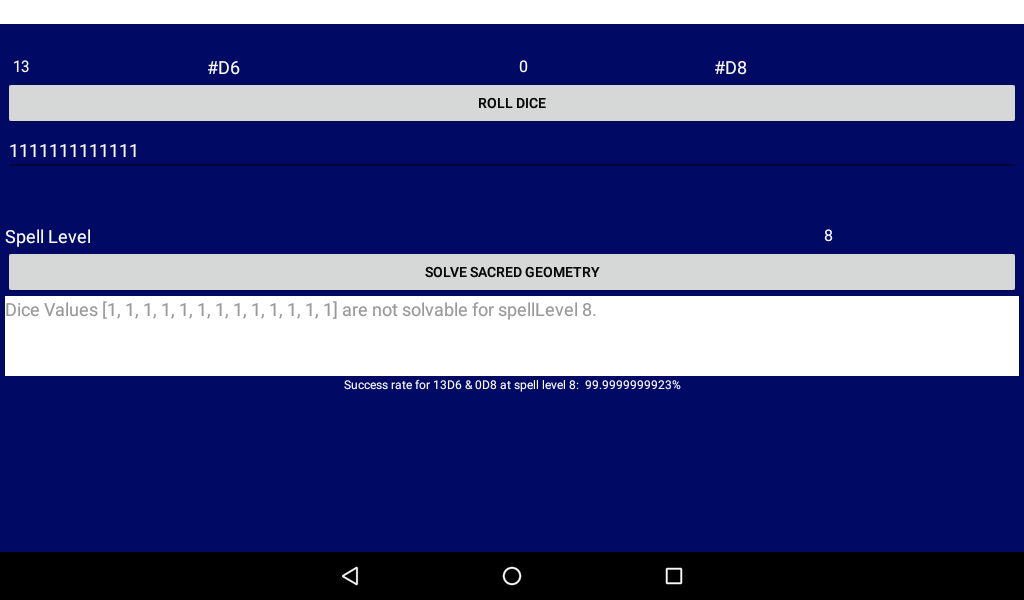 13 #D6 0 #D8
ROLL DICE
1111111111111
Spell Level 8
SOLVE SACRED GEOMETRY
Dice Values [1, 1, 1, 1, 1, 1, 1, 1, 1, 1, 1, 1, 1] are not solvable for spellLevel 8.
Success rate for 13D6 & 0D8 at spell level 8: 99.9999999923%